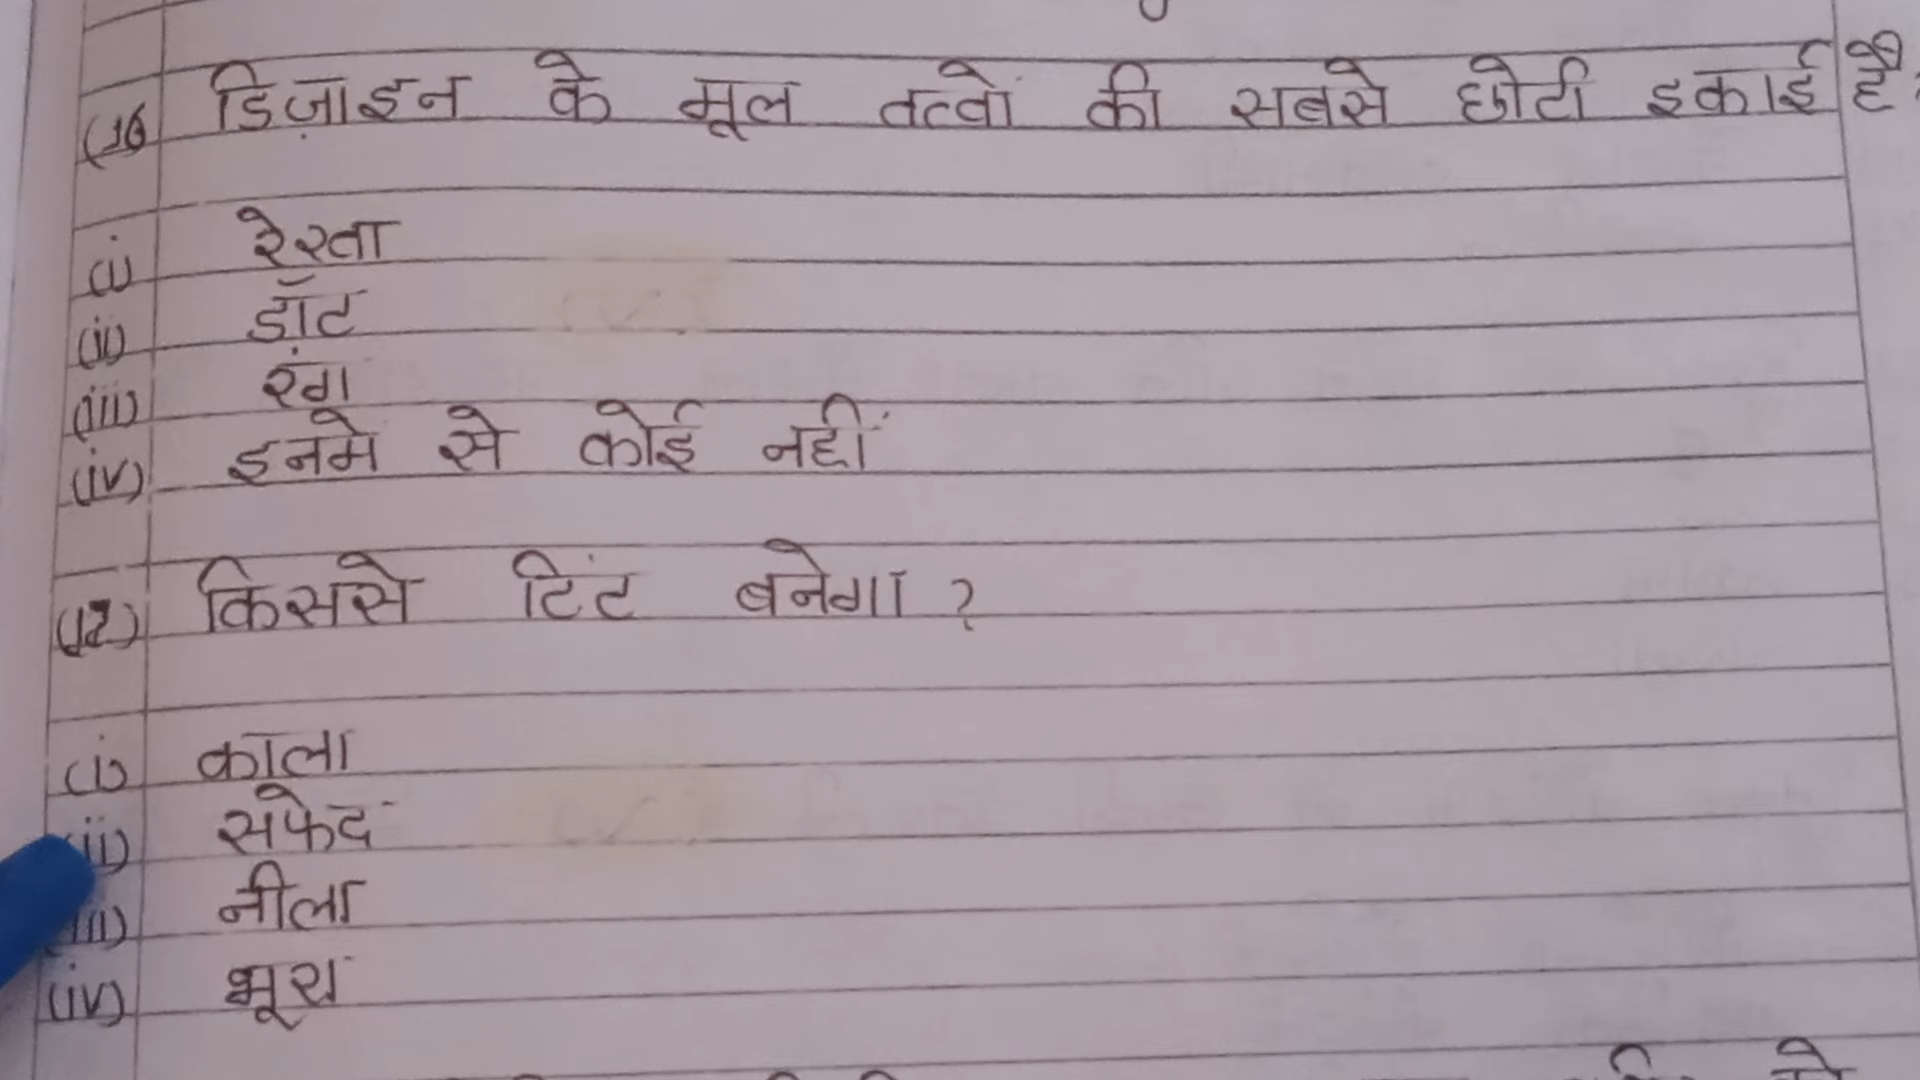 (16 डिज़ाइन के मूल तत्वो की सबसे छोटी इकाई है
(i) रेखा
(ii) डॉट
(iii) रंग
(iv) इनमे से कोई नहीं
(17) किससे टिंट बनेगा ?
(i) काला
(ii) सफेद
(iii) नीला
(iv) भूरा